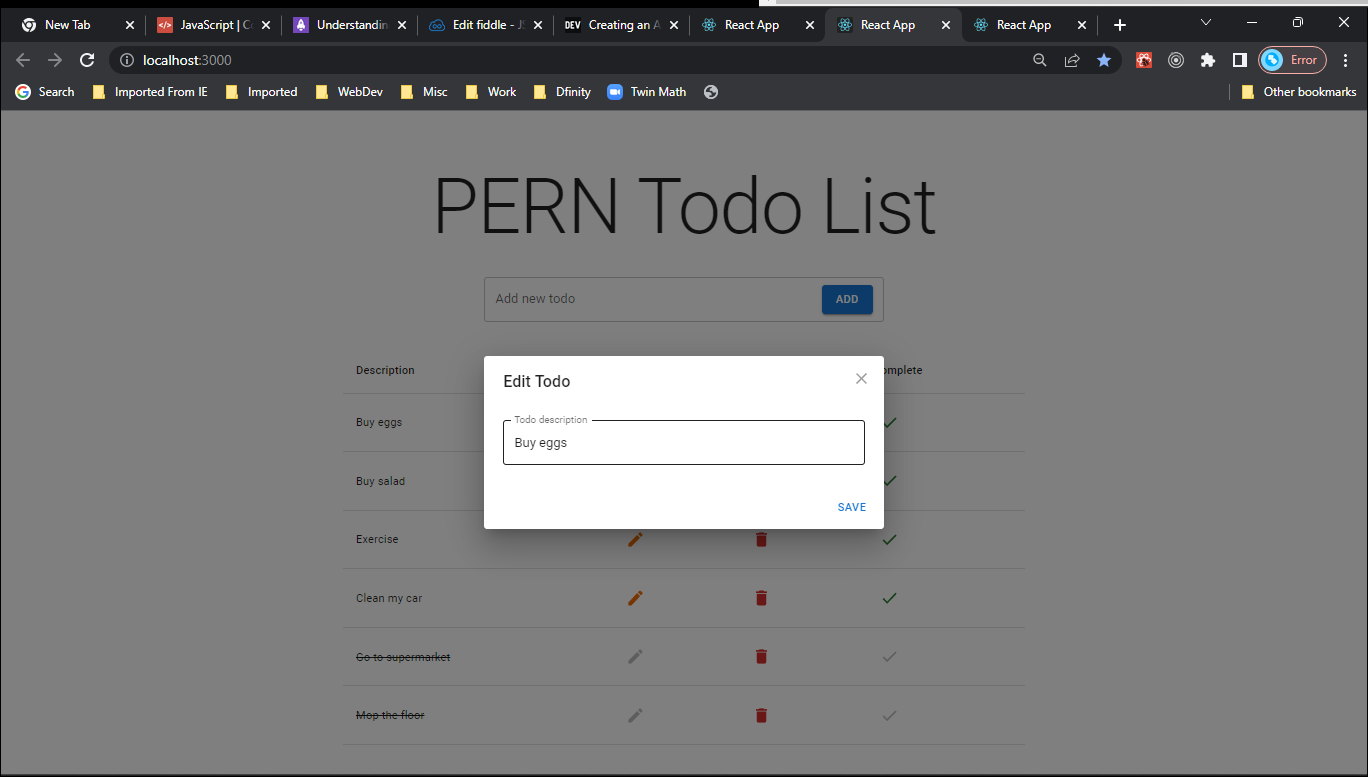 New Tab
JavaScript | C
Understandin
Edit fiddle - JS
DEV Creating an A
React App
React App
React App
localhost:3000
Error
Search
Imported From IE
Imported
WebDev
Misc
Work
Dfinity
Twin Math
Other bookmarks
PERN Todo List
Add new todo
ADD
Description
omplete
Edit Todo
Todo description
Buy eggs
SAVE
Buy eggs
Buy salad
Exercise
Clean my car
Go to supermarket
Mop the floor